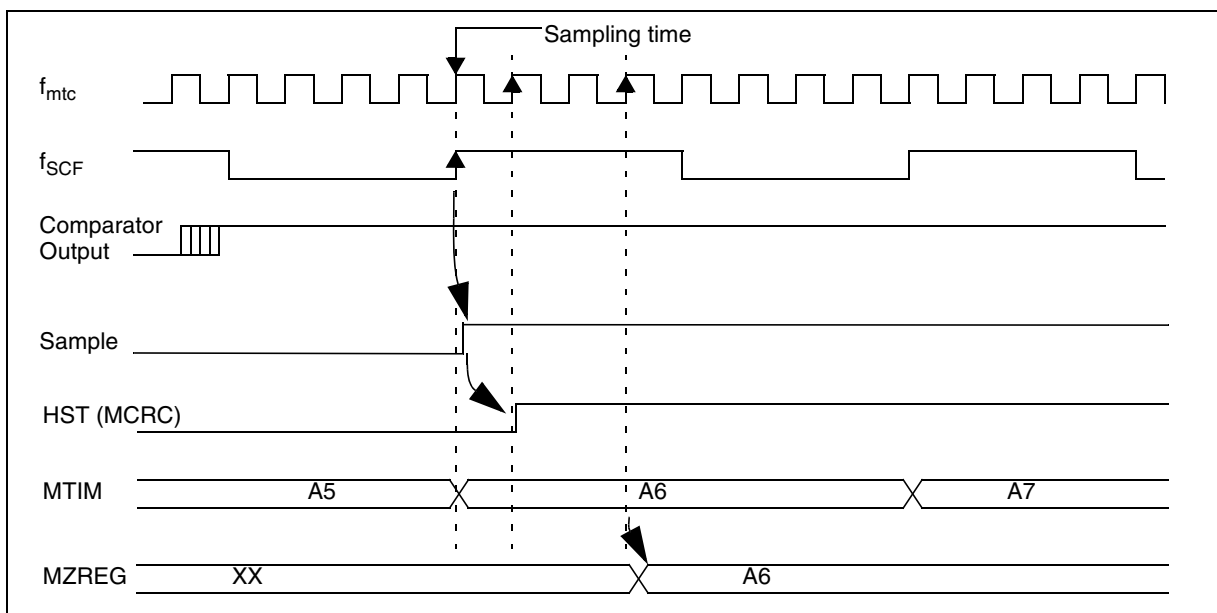 Sampling time
fmtc
fSCF
Comparator
Output
Sample
HST (MCRC)
MTIM A5 A6 A7
MZREG XX A6